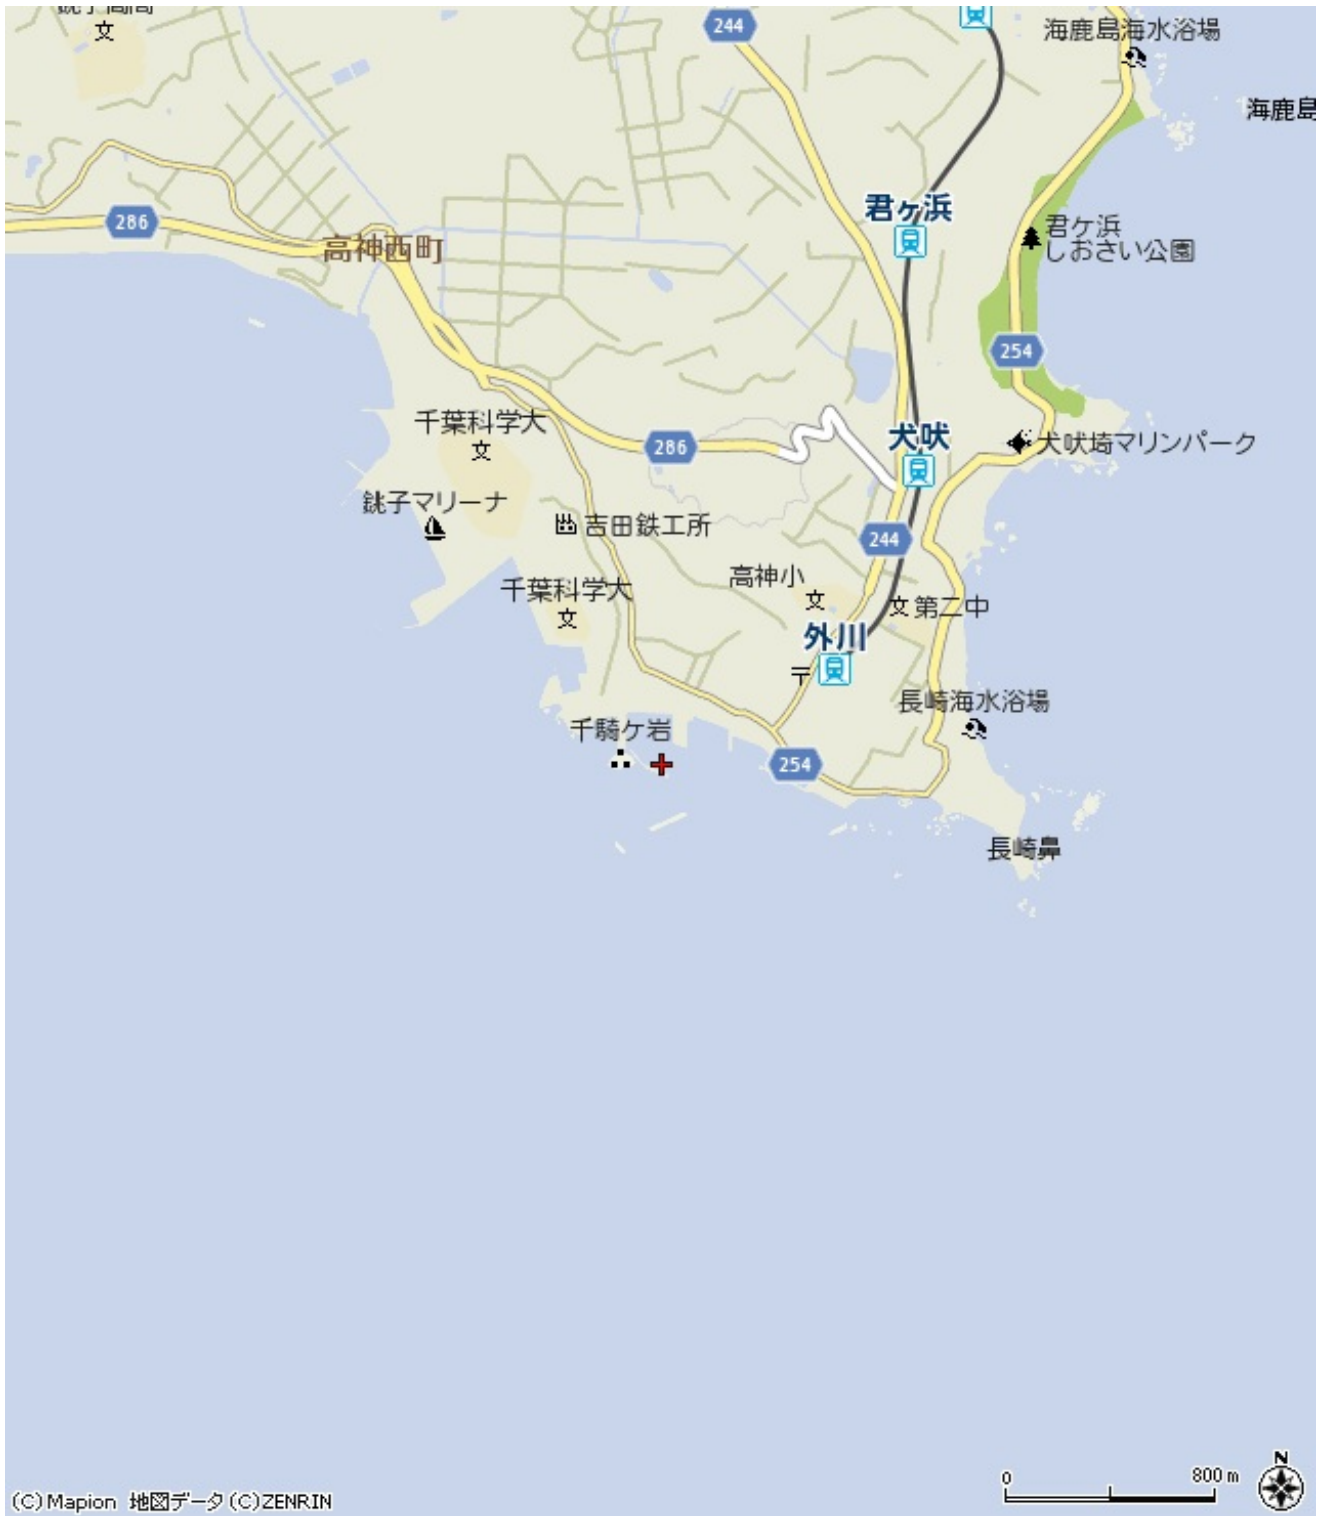 244
海鹿島海水浴場
海鹿島
君ヶ浜
286
高神西町
君ケ浜
しおさい公園
254
千葉科学大
犬吠
286
犬吠埼マリンパーク
銚子マリーナ
吉田鉄工所
244
高神小
千葉科学大
第二中
外川
長崎海水浴場
千騎ケ岩
254
長崎鼻
0 800m
N
(C)Mapion 地図データ(C)ZENRIN